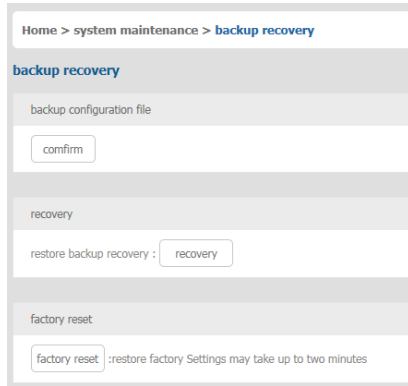 Home > system maintenance > backup recovery
backup recovery
backup configuration file
comfirm
recovery
restore backup recovery : recovery
factory reset
factory reset :restore factory Settings may take up to two minutes